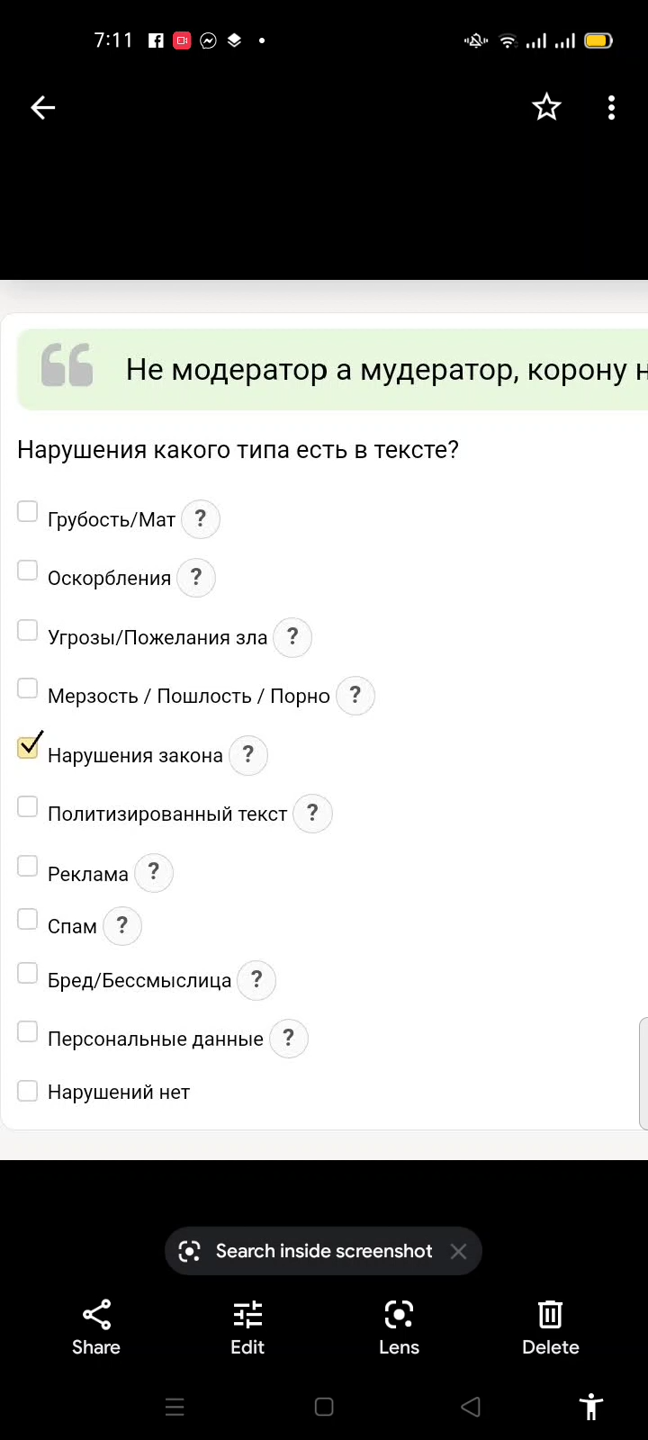 7:11
Не модератор а мудератор, корону
Нарушения какого типа есть в тексте?
Грубость/Мат ?
Оскорбления ?
Угрозы/Пожелания зла ?
Мерзость / Пошлость / Порно ?
Нарушения закона ?
Политизированный текст ?
Реклама ?
Спам ?
Бред/Бессмыслица ?
Персональные данные ?
Нарушений нет
Search inside screenshot
Share Edit Lens Delete